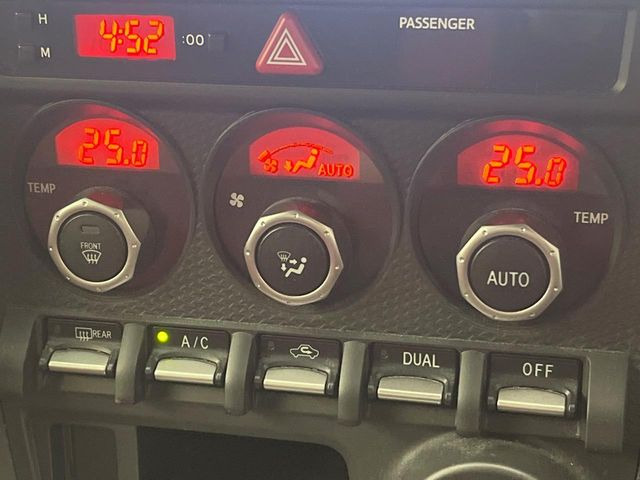 H 4:52 :00 PASSENGER
M
25.0 AUTO 25.0
TEMP TEMP
FRONT AUTO
REAR A/C DUAL OFF